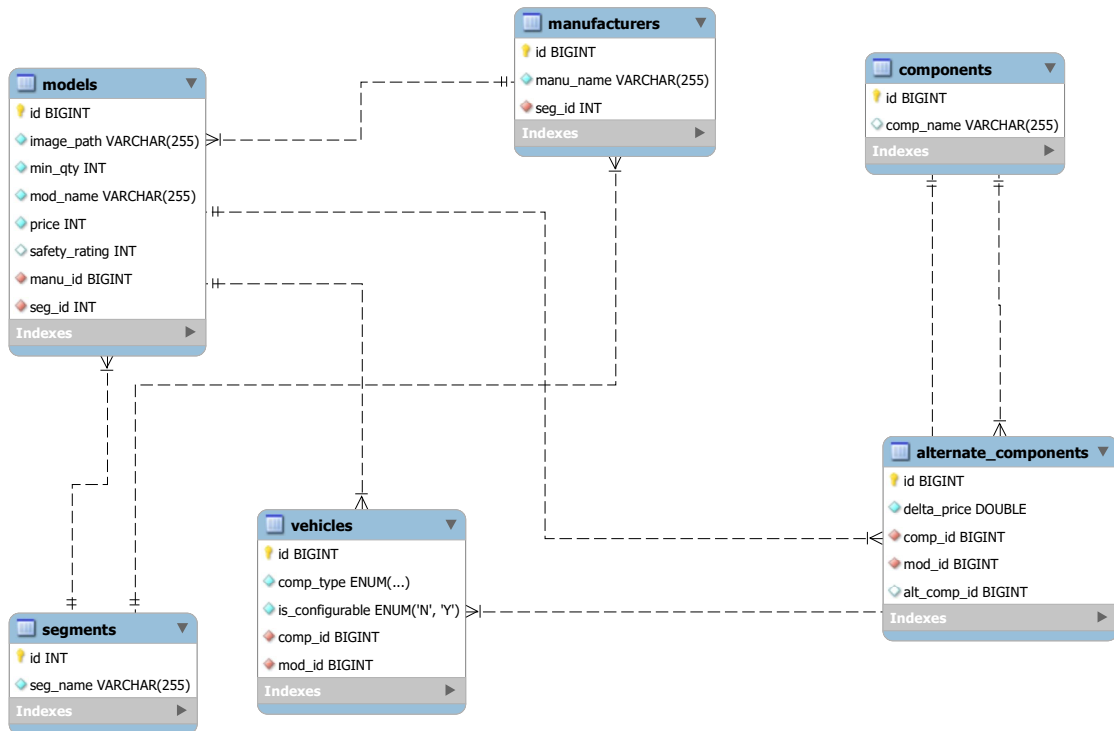 manufacturers
id BIGINT
manu_name VARCHAR(255)
seg_id INT
Indexes
models
id BIGINT
image_path VARCHAR(255)
min_qty INT
mod_name VARCHAR(255)
price INT
safety_rating INT
manu_id BIGINT
seg_id INT
Indexes
components
id BIGINT
comp_name VARCHAR(255)
Indexes
alternate_components
id BIGINT
delta_price DOUBLE
comp_id BIGINT
mod_id BIGINT
alt_comp_id BIGINT
Indexes
vehicles
id BIGINT
comp_type ENUM(...)
is_configurable ENUM('N', 'Y')
comp_id BIGINT
mod_id BIGINT
Indexes
segments
id INT
seg_name VARCHAR(255)
Indexes